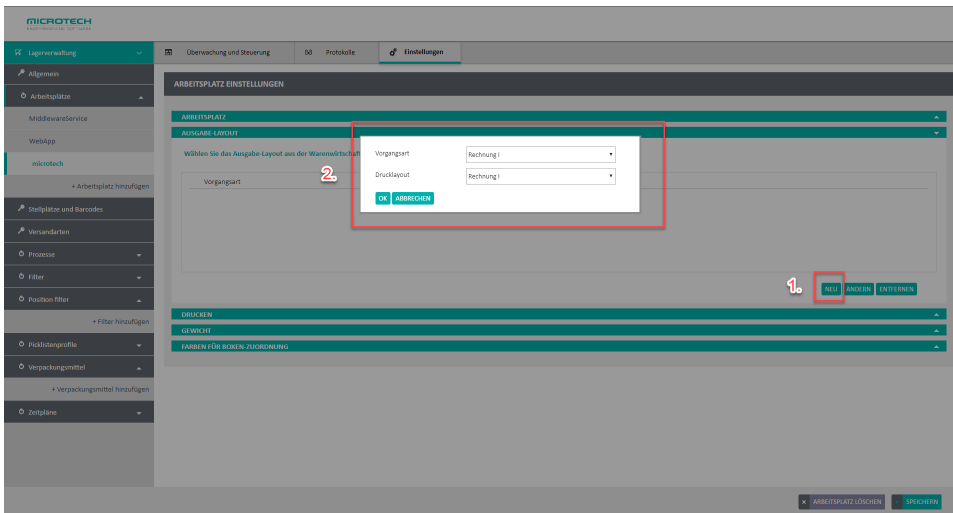 MICROTECH
Lagerverwaltung
Überwachung und Steuerung
Protokolle
Einstellungen
Allgemein
Arbeitsplätze
MiddlewareService
WebApp
microtech
+ Arbeitsplatz hinzufügen
Stellplätze und Barcodes
Versandarten
Prozesse
Filter
Position filter
+ Filter hinzufügen
Picklistenprofile
Verpackungsmittel
+ Verpackungsmittel hinzufügen
Zeitpläne
ARBEITSPLATZ EINSTELLUNGEN
ARBEITSPLATZ
AUSGABE-LAYOUT
Wählen Sie das Ausgabe-Layout aus der Warenwirtschaft
Vorgangsart
2.
Vorgangsart Rechnung I
Drucklayout Rechnung I
OK ABBRECHEN
1.
NEU ÄNDERN ENTFERNEN
DRUCKEN
GEWICHT
FARBEN FÜR BOXEN-ZUORDNUNG
ARBEITSPLATZ LÖSCHEN SPEICHERN